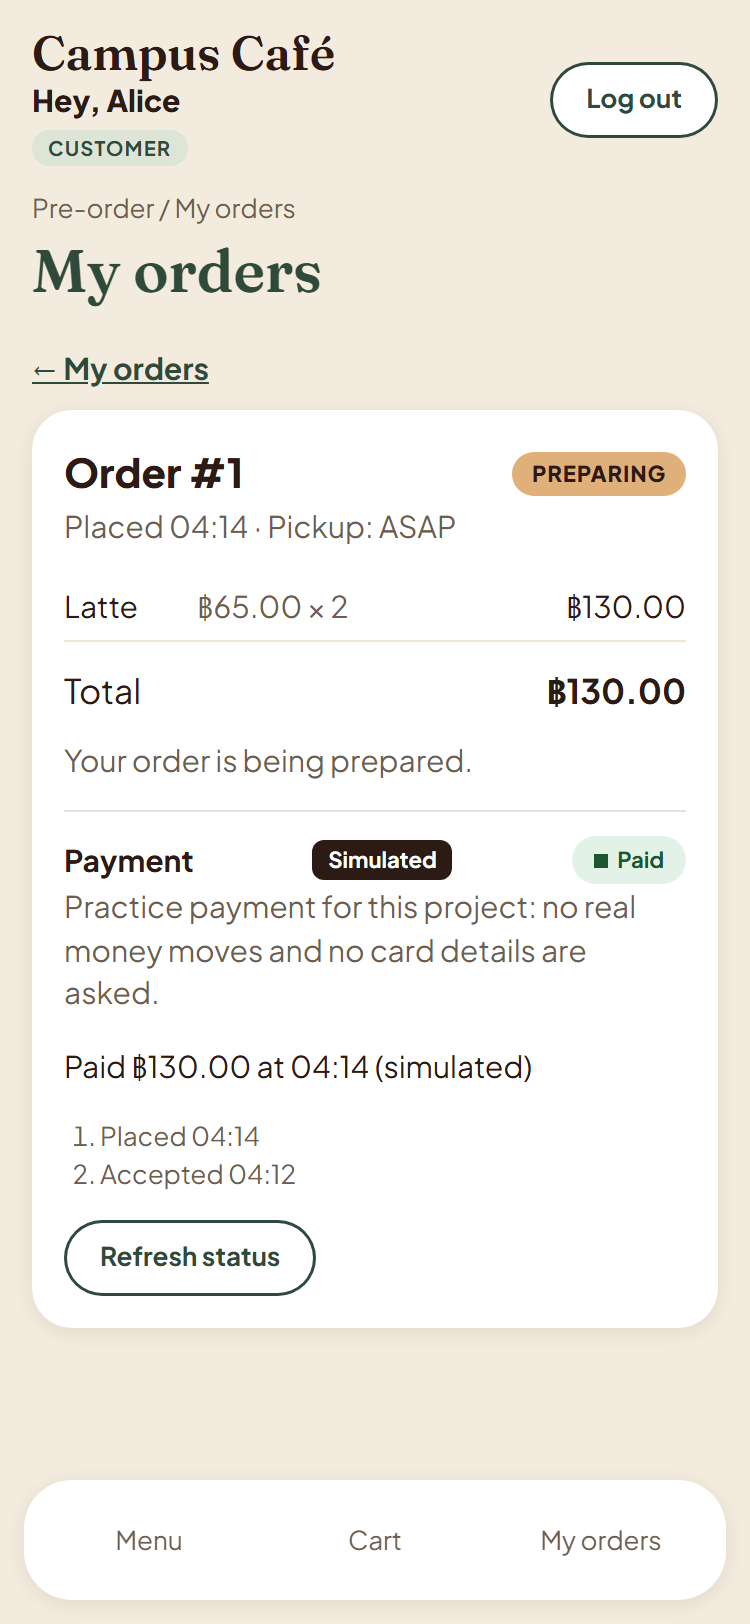 Campus Café
Hey, Alice
Log out
CUSTOMER
Pre-order / My orders
My orders
← My orders
Order #1 PREPARING
Placed 04:14 · Pickup: ASAP
Latte ฿65.00 × 2 ฿130.00
Total ฿130.00
Your order is being prepared.
Payment Simulated Paid
Practice payment for this project: no real
money moves and no card details are
asked.
Paid ฿130.00 at 04:14 (simulated)
1. Placed 04:14
2. Accepted 04:12
Refresh status
Menu Cart My orders